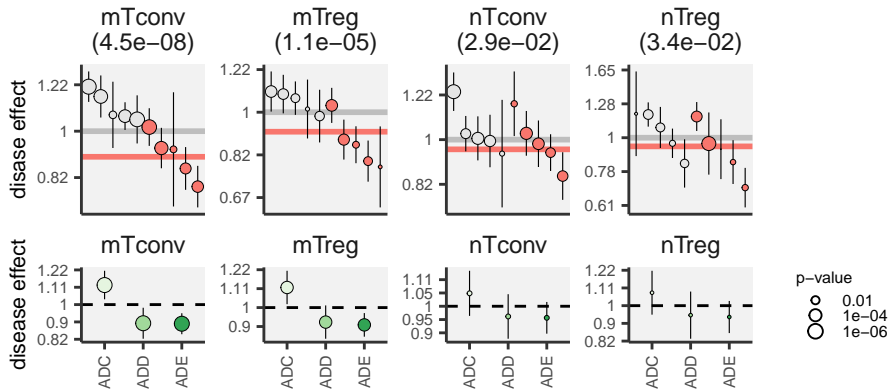 mTconv
(4.5e−08)
mTreg
(1.1e−05)
nTconv
(2.9e−02)
nTreg
(3.4e−02)
disase effect
1.22
1
0.82
1.22
1
0.82
0.67
1.22
1
0.82
1.65
1.28
1
0.78
0.61
mTconv
mTreg
nTconv
nTreg
disease effect
1.22
1.11
1
0.9
0.82
1.22
1.11
1
0.9
1.11
1.05
1
0.95
0.9
1.22
1.11
1
0.9
0.82
ADC
ADD
ADE
ADC
ADD
ADE
ADC
ADD
ADE
ADC
ADD
ADE
p−value
0.01
1e−04
1e−06